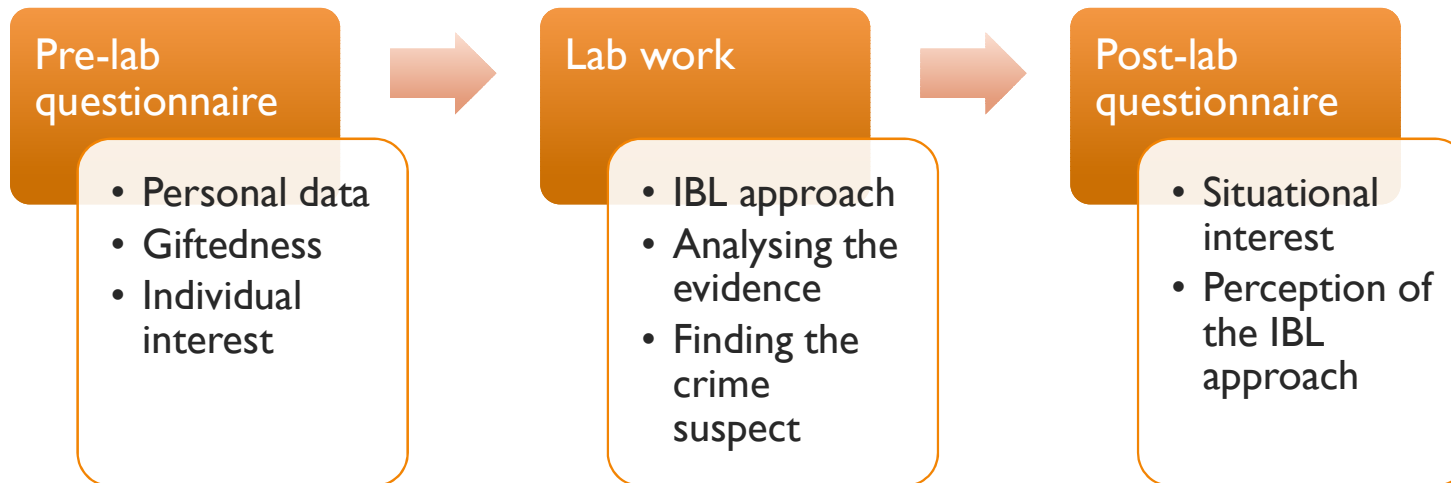 Pre-lab
questionnaire
• Personal data
• Giftedness
• Individual
interest
Lab work
• IBL approach
• Analysing the
evidence
• Finding the
crime
suspect
Post-lab
questionnaire
• Situational
interest
• Perception of
the IBL
approach